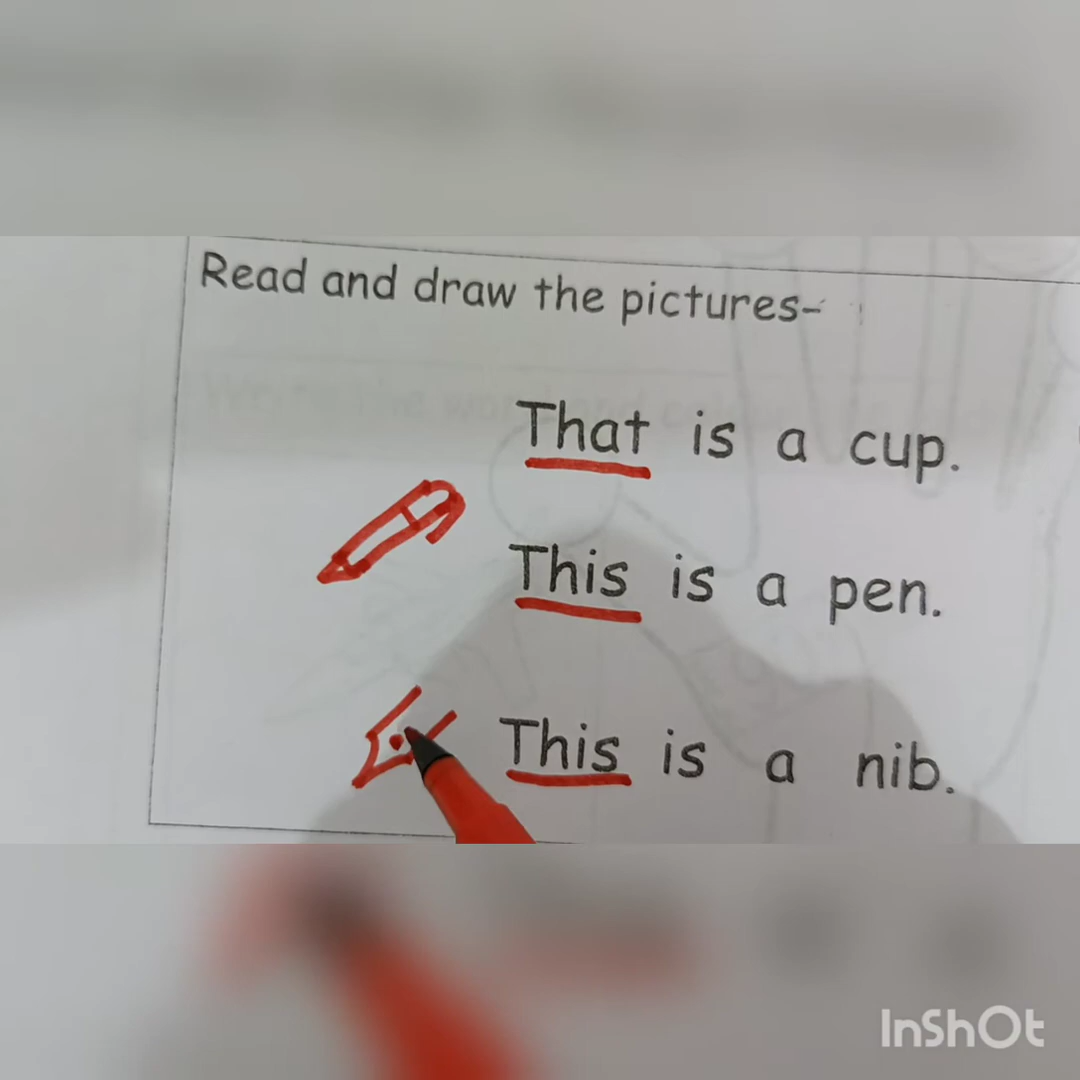 Read and draw the pictures-
That is a cup.
This is a pen.
This is a nib.
InShOt